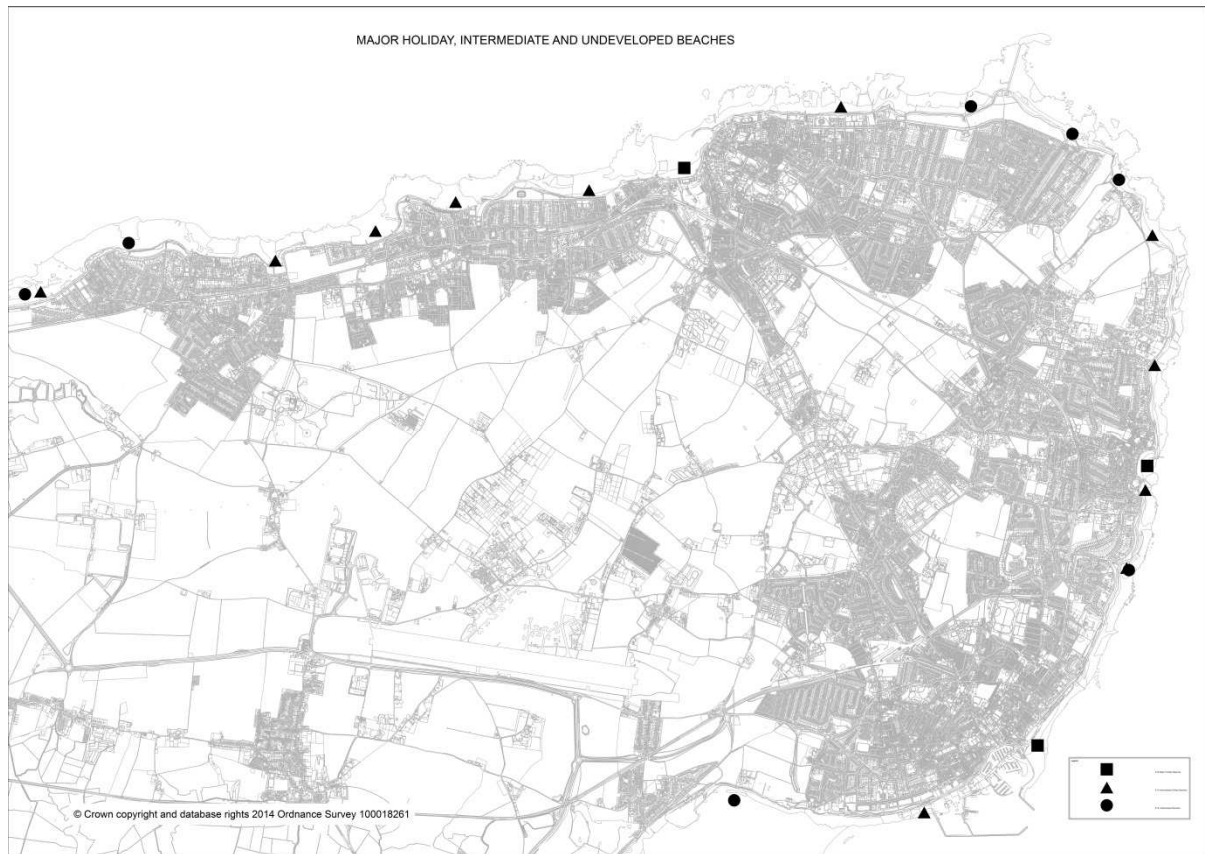 MAJOR HOLIDAY, INTERMEDIATE AND UNDEVELOPED BEACHES
© Crown copyright and database rights 2014 Ordnance Survey 100018261